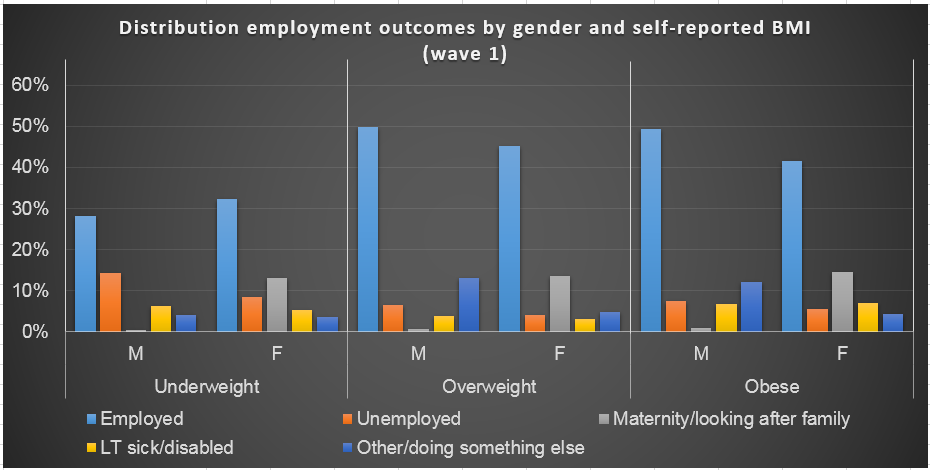 Distribution employment outcomes by gender and self-reported BMI
(wave 1)
60%
50%
40%
30%
20%
10%
0%
M F M F M F
Underweight Overweight Obese
Employed Unemployed Maternity/looking after family
LT sick/disabled Other/doing something else